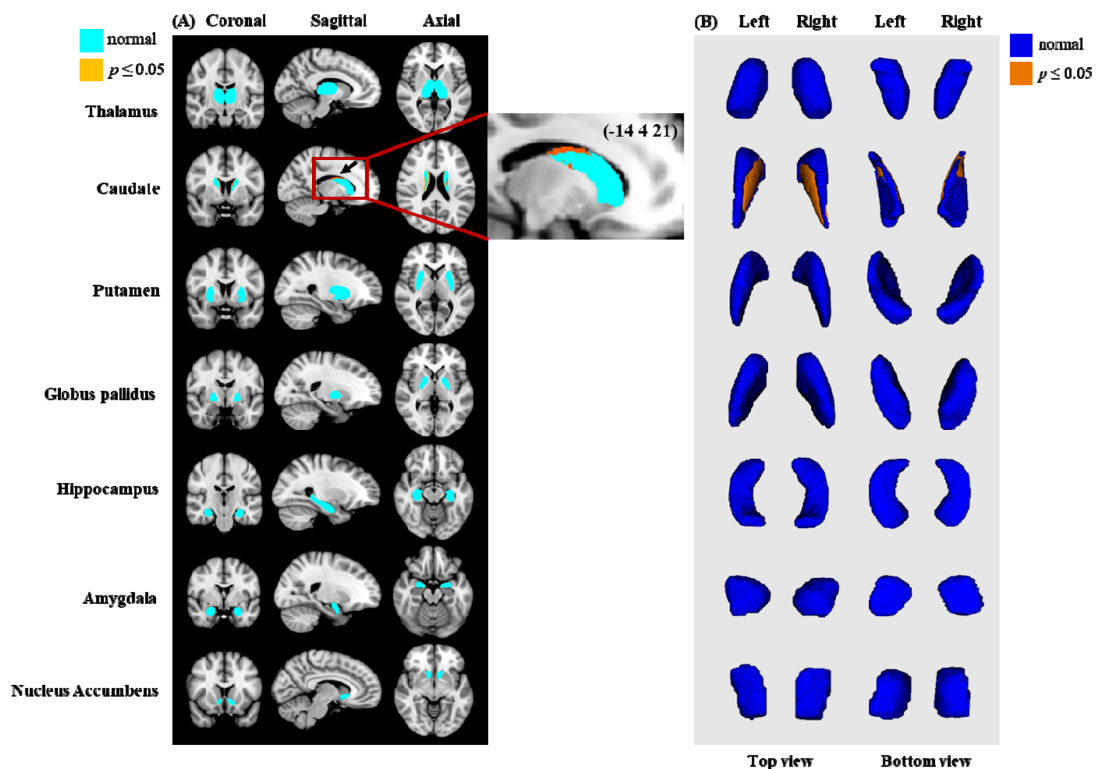 (A) Coronal Sagittal Axial
normal
p ≤ 0.05
Thalamus
Caudate
(-14 4 21)
Putamen
Globus pallidus
Hippocampus
Amygdala
Nucleus Accumbens
(B) Left Right Left Right
normal
p ≤ 0.05
Top view Bottom view